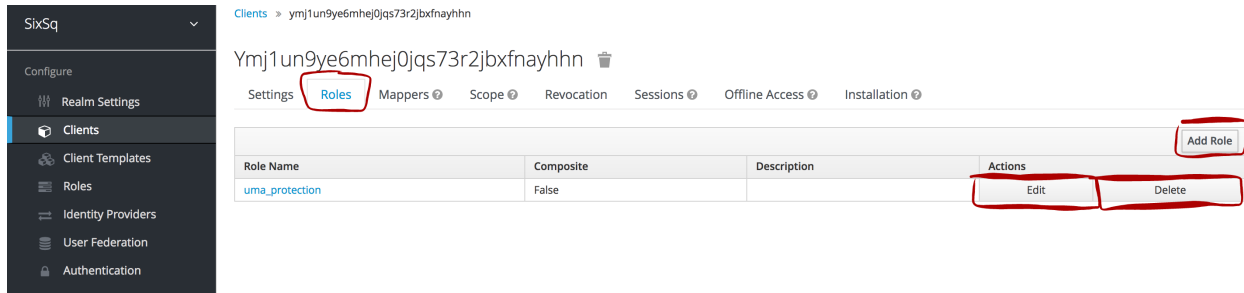 SixSq
Clients » ymj1un9ye6mhej0jqs73r2jbxfnayhhn
Configure
Realm Settings
Clients
Client Templates
Roles
Identity Providers
User Federation
Authentication
Ymj1un9ye6mhej0jqs73r2jbxfnayhhn
Settings Roles Mappers Scope Revocation Sessions Offline Access Installation
Add Role
Role Name Composite Description Actions
uma_protection False Edit Delete